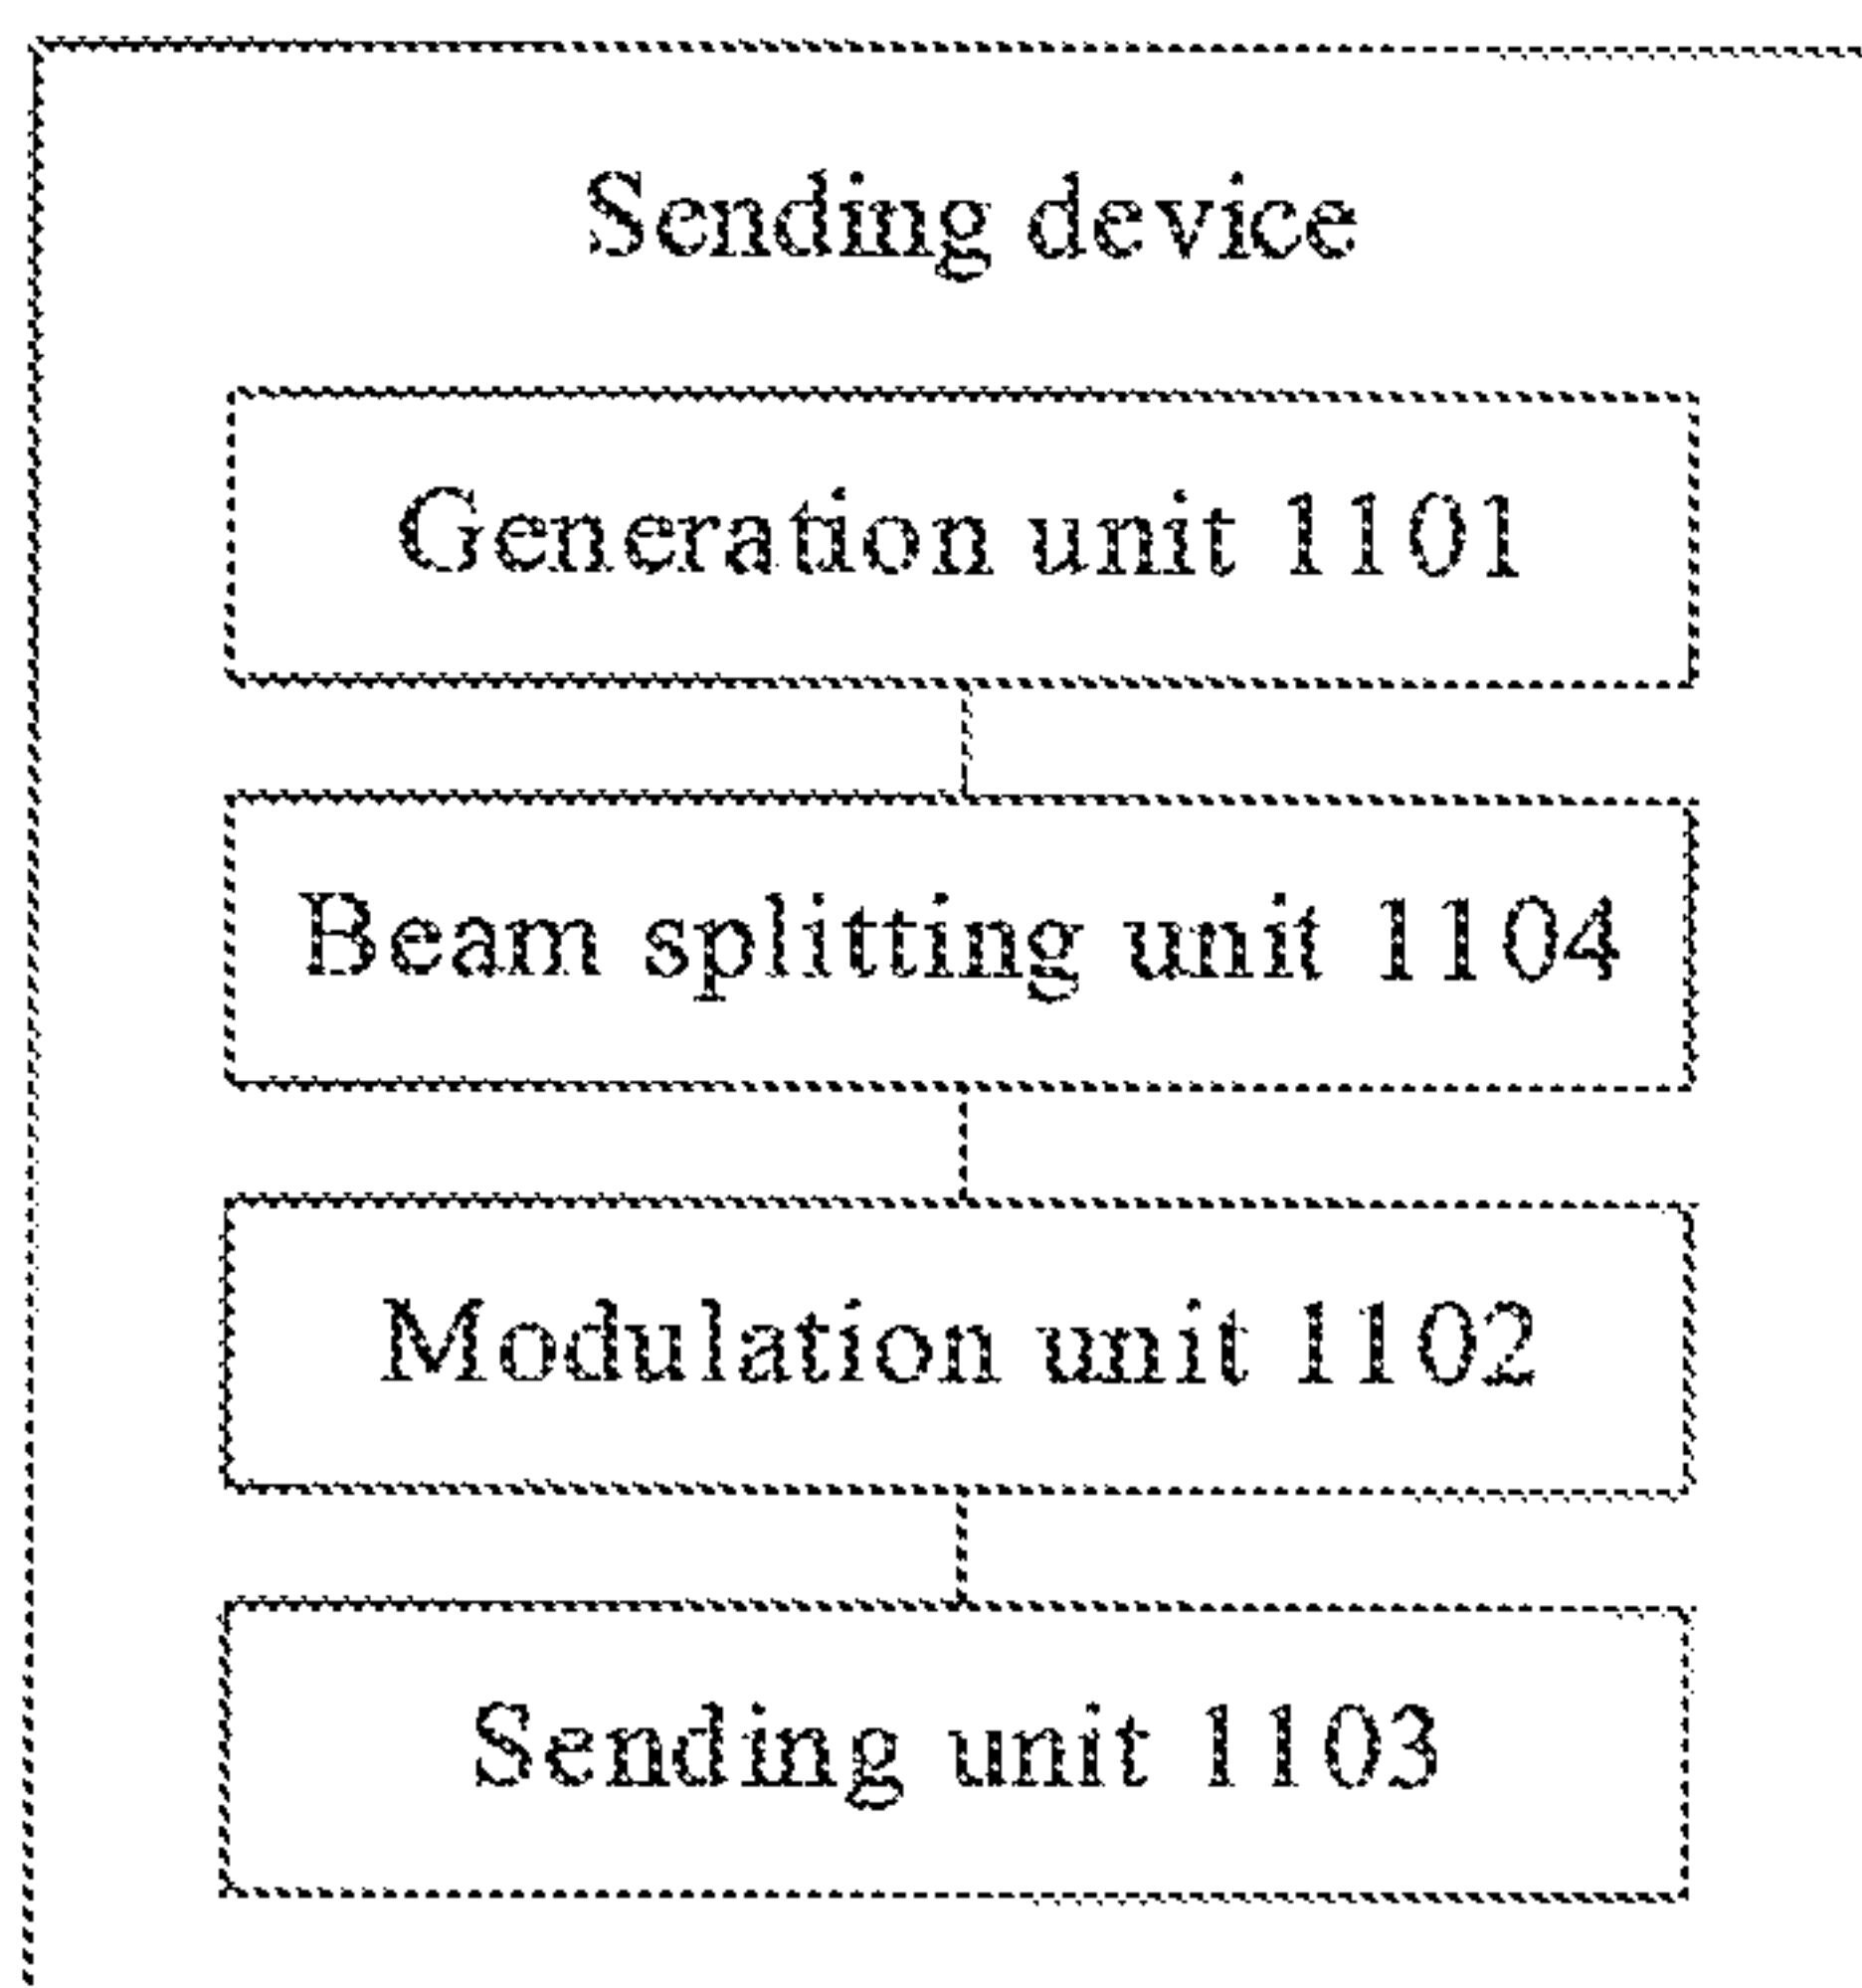 Sending device
Generation unit 1101
Beam splitting unit 1104
Modulation unit 1102
Sending unit 1103